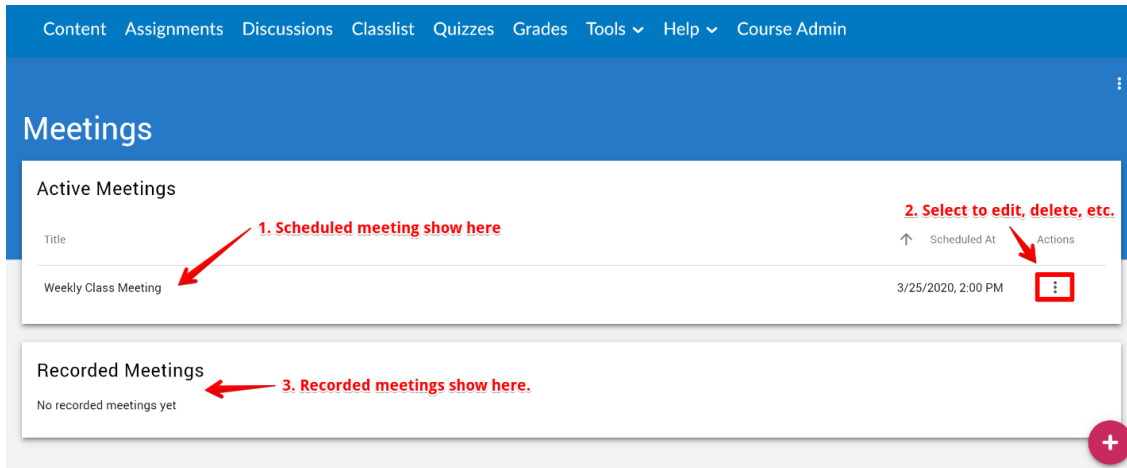 Content Assignments Discussions Classlist Quizzes Grades Tools Help Course Admin
Meetings
Active Meetings
2. Select to edit, delete, etc.
1. Scheduled meeting show here
Title Scheduled At Actions
Weekly Class Meeting 3/25/2020, 2:00 PM
Recorded Meetings
3. Recorded meetings show here.
No recorded meetings yet